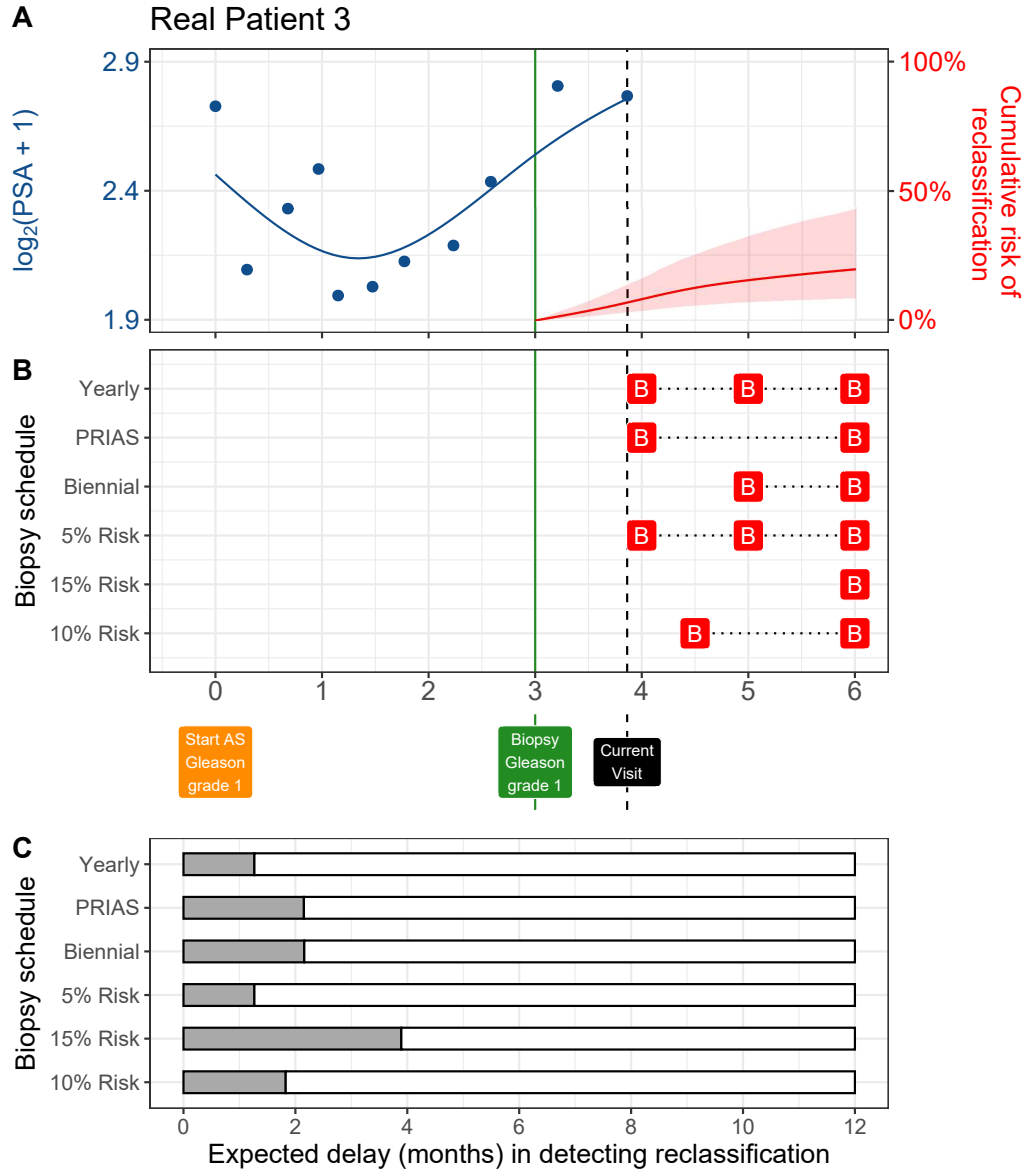 A
Real Patient 3
2.9
2.4
1.9
log₂(PSA + 1)
100%
50%
0%
Cumulative risk of
reclassification
B
Biopsy schedule
Yearly B B B
PRIAS B B
Biennial B B
5% Risk B B B
15% Risk B
10% Risk B B
0 1 2 3 4 5 6
Start AS
Gleason
grade 1
Biopsy
Gleason
grade 1
Current
Visit
C
Biopsy schedule
Yearly
PRIAS
Biennial
5% Risk
15% Risk
10% Risk
0 2 4 6 8 10 12
Expected delay (months) in detecting reclassification